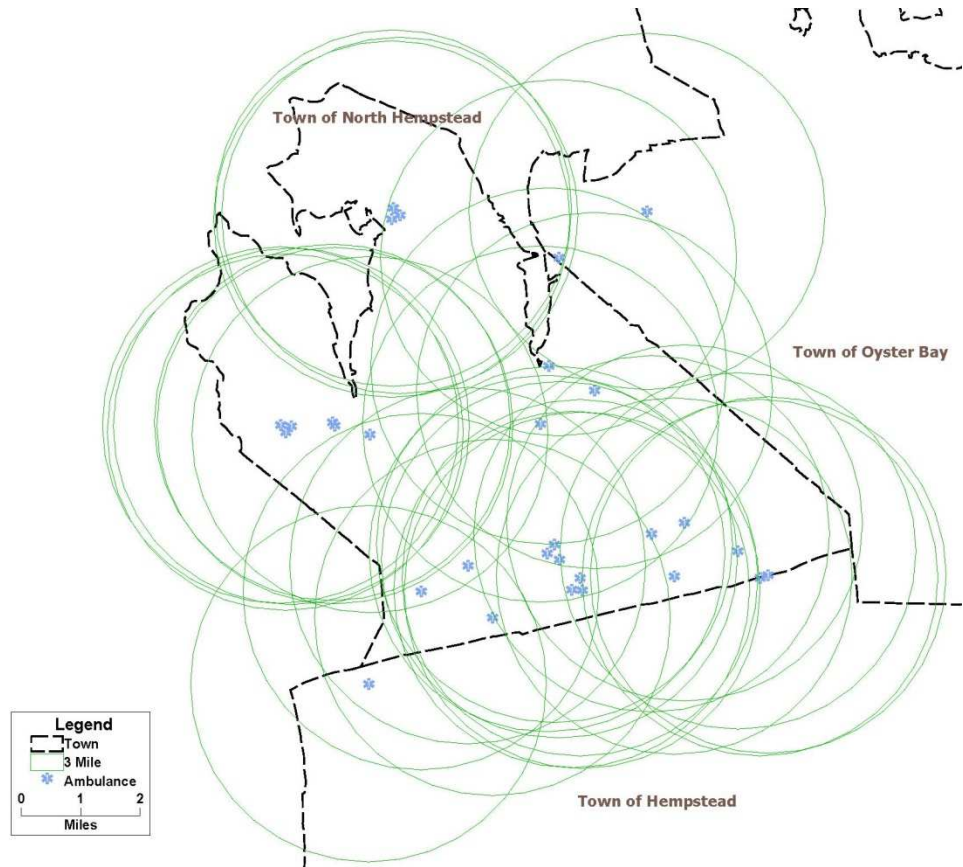 Town of North Hempstead
Town of Oyster Bay
Legend
Town
3 Mile
Ambulance
0 1 2
Miles
Town of Hempstead